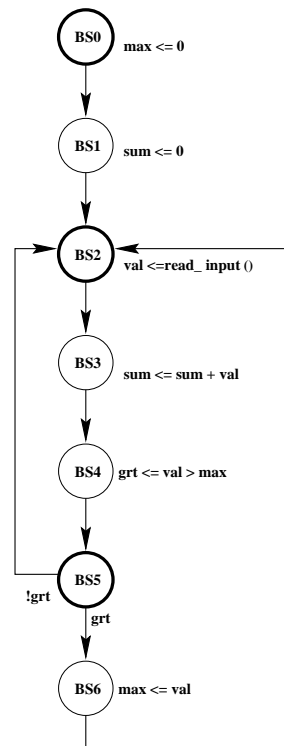 BS0
max <= 0
BS1
sum <= 0
BS2
val <=read_ input ()
BS3
sum <= sum + val
BS4
grt <= val > max
BS5
!grt
grt
BS6
max <= val